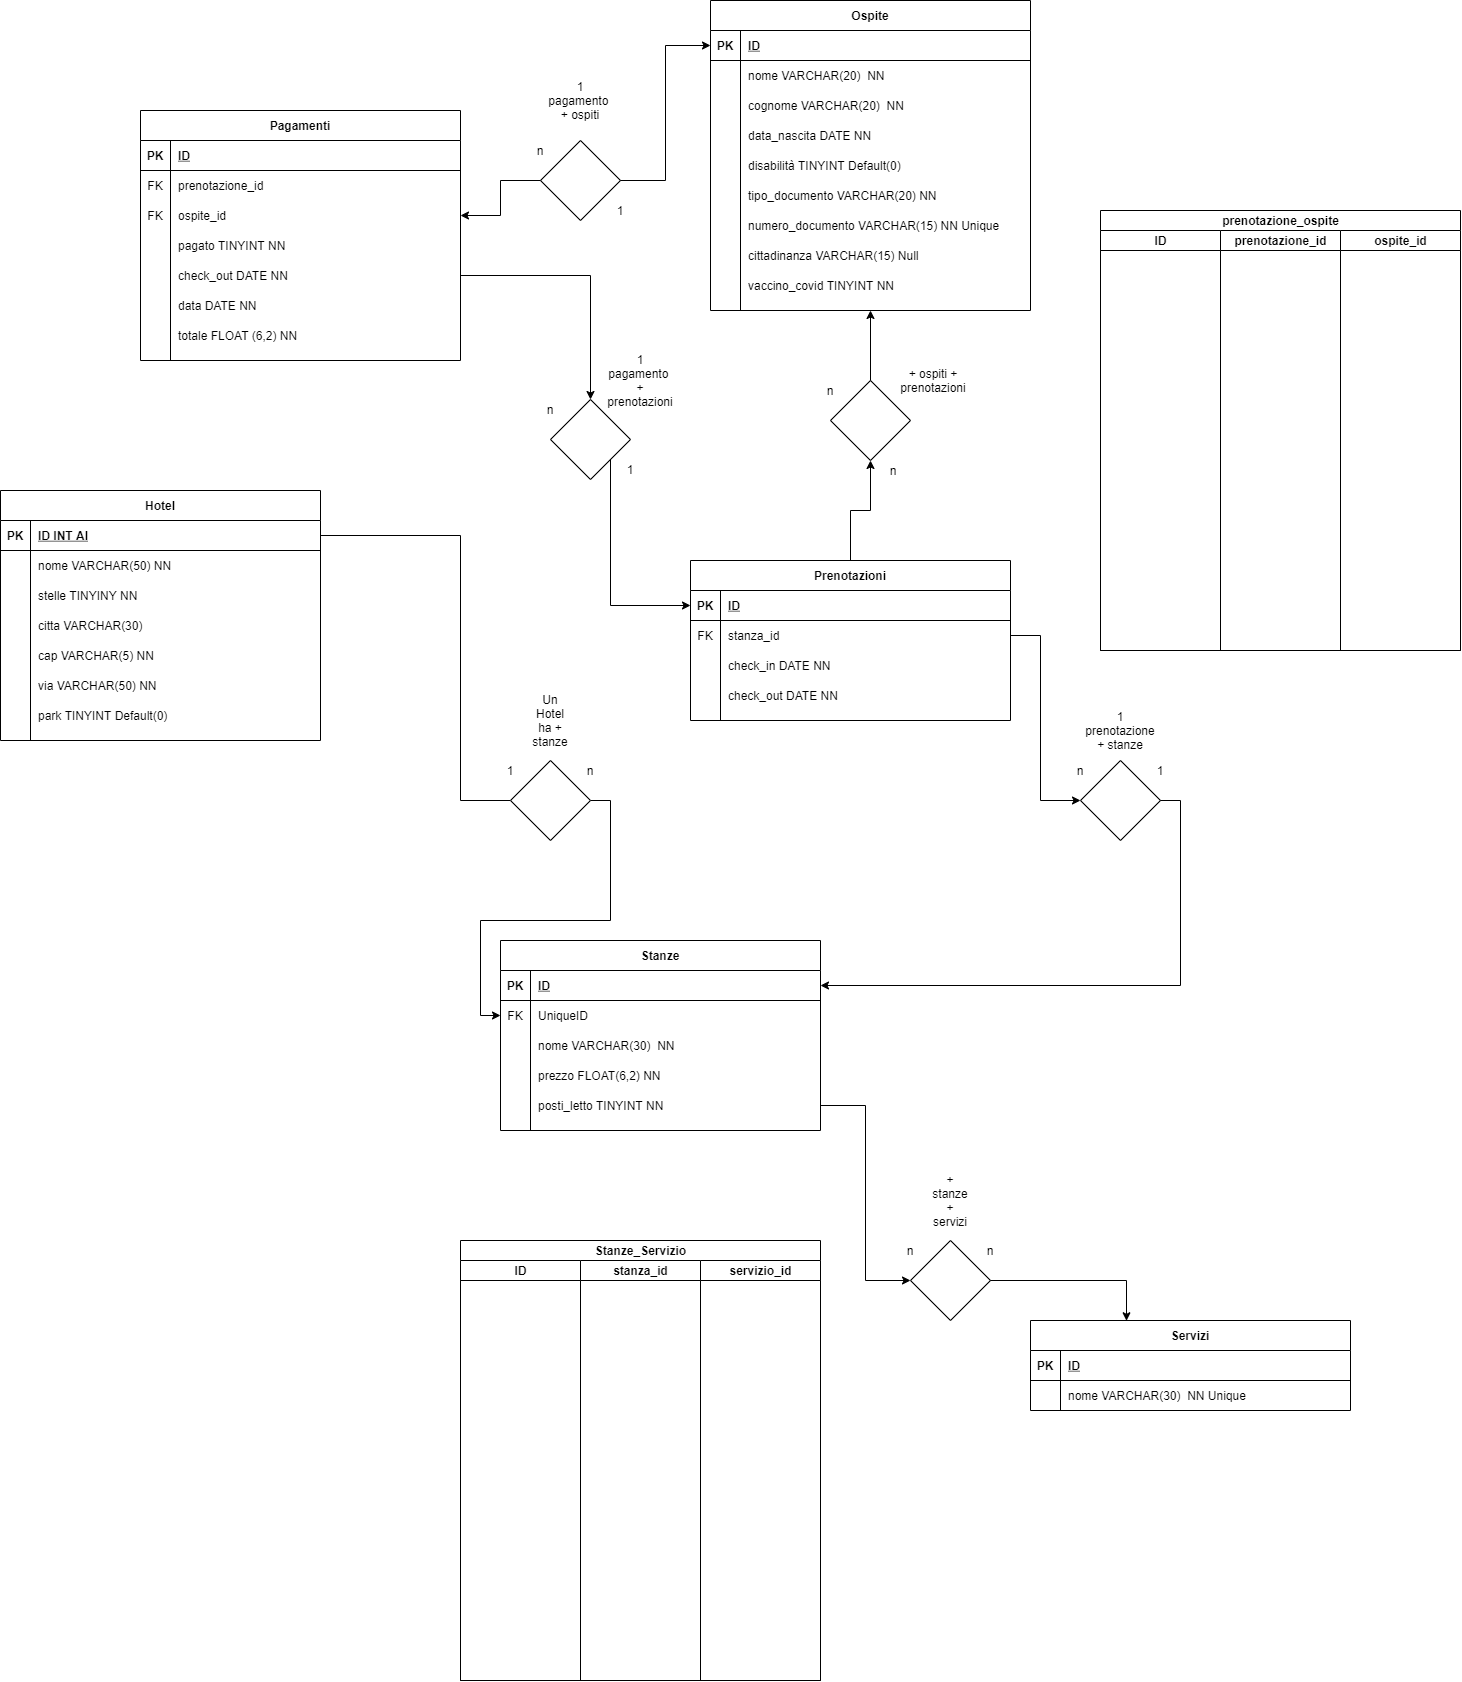 Ospite
PK ID
nome VARCHAR(20)  NN
cognome VARCHAR(20)  NN
data_nascita DATE NN
disabilità TINYINT Default(0)
tipo_documento VARCHAR(20) NN
numero_documento VARCHAR(15) NN Unique
cittadinanza VARCHAR(15) Null
vaccino_covid TINYINT NN
1
pagamento
+ ospiti
n
1
Pagamenti
PK ID
FK prenotazione_id
FK ospite_id
pagato TINYINT NN
check_out DATE NN
data DATE NN
totale FLOAT (6,2) NN
prenotazione_ospite
ID prenotazione_id ospite_id
1
pagamento
+
prenotazioni
n
1
+ ospiti +
prenotazioni
n
n
Hotel
PK ID INT AI
nome VARCHAR(50) NN
stelle TINYINY NN
citta VARCHAR(30)
cap VARCHAR(5) NN
via VARCHAR(50) NN
park TINYINT Default(0)
Prenotazioni
PK ID
FK stanza_id
check_in DATE NN
check_out DATE NN
Un
Hotel
ha +
stanze
1 n
1
prenotazione
+ stanze
n 1
Stanze
PK ID
FK UniqueID
nome VARCHAR(30)  NN
prezzo FLOAT(6,2) NN
posti_letto TINYINT NN
+
stanze
+
servizi
n n
Stanze_Servizio
ID stanza_id servizio_id
Servizi
PK ID
nome VARCHAR(30)  NN Unique